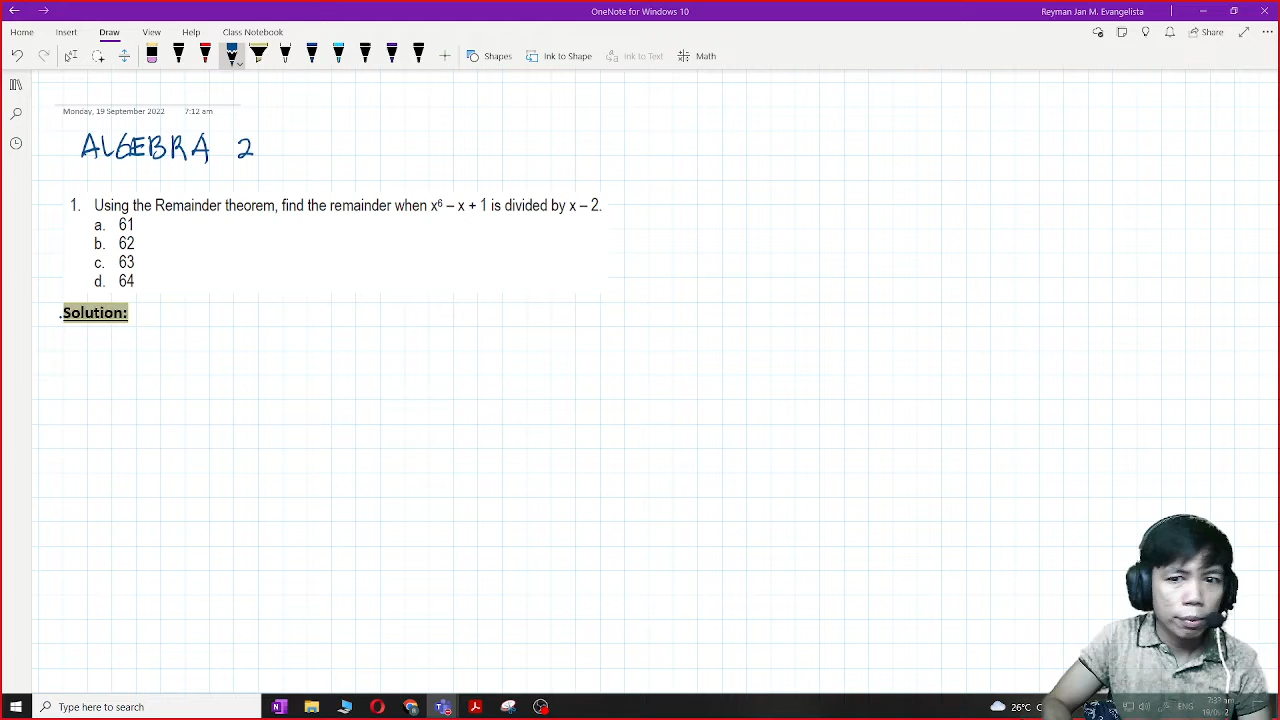 OneNote for Windows 10
Reyman Jan M. Evangelista
Home Insert Draw View Help Class Notebook
Share
Shapes Ink to Shape Ink to Text Math
Monday, 19 September 2022 7:12 am
ALGEBRA 2
1. Using the Remainder theorem, find the remainder when x⁶ – x + 1 is divided by x – 2.
a. 61
b. 62
c. 63
d. 64
Solution:
Type here to search
26°C
ENG